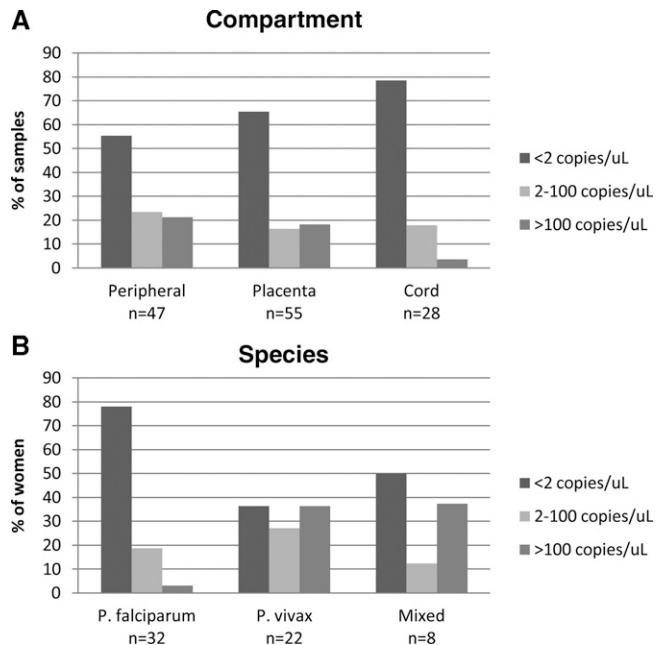 A
Compartment
% of samples
90
80
70
60
50
40
30
20
10
0
Peripheral
n=47
Placenta
n=55
Cord
n=28
<2 copies/uL
2-100 copies/uL
>100 copies/uL
B
Species
% of women
90
80
70
60
50
40
30
20
10
0
P. falciparum
n=32
P. vivax
n=22
Mixed
n=8
<2 copies/uL
2-100 copies/uL
>100 copies/uL